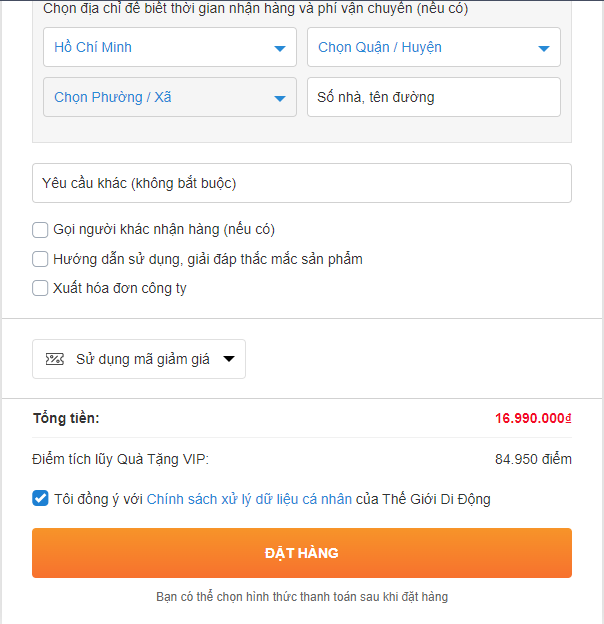 Chọn địa chỉ để biết thời gian nhận hàng và phí vận chuyển (nếu có)
Hồ Chí Minh
Chọn Quận / Huyện
Chọn Phường / Xã
Số nhà, tên đường
Yêu cầu khác (không bắt buộc)
Gọi người khác nhận hàng (nếu có)
Hướng dẫn sử dụng, giải đáp thắc mắc sản phẩm
Xuất hóa đơn công ty
Sử dụng mã giảm giá
Tổng tiền: 16.990.000₫
Điểm tích lũy Quà Tặng VIP: 84.950 điểm
Tôi đồng ý với Chính sách xử lý dữ liệu cá nhân của Thế Giới Di Động
ĐẶT HÀNG
Bạn có thể chọn hình thức thanh toán sau khi đặt hàng